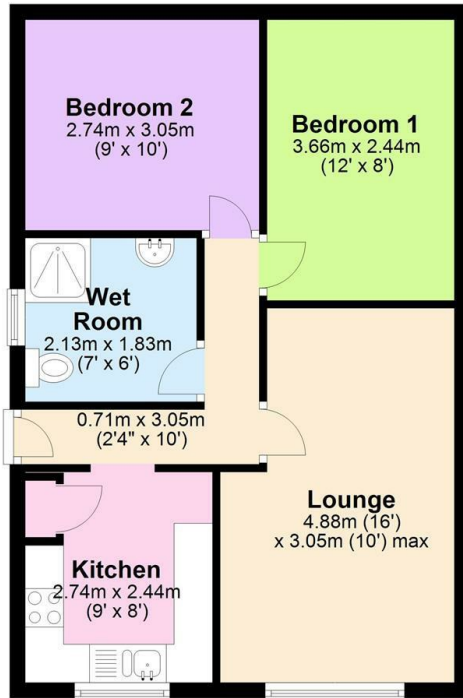 Bedroom 2
2.74m x 3.05m
(9' x 10')
Bedroom 1
3.66m x 2.44m
(12' x 8')
Wet
Room
2.13m x 1.83m
(7' x 6')
0.71m x 3.05m
(2'4" x 10')
Lounge
4.88m (16')
x 3.05m (10') max
Kitchen
2.74m x 2.44m
(9' x 8')